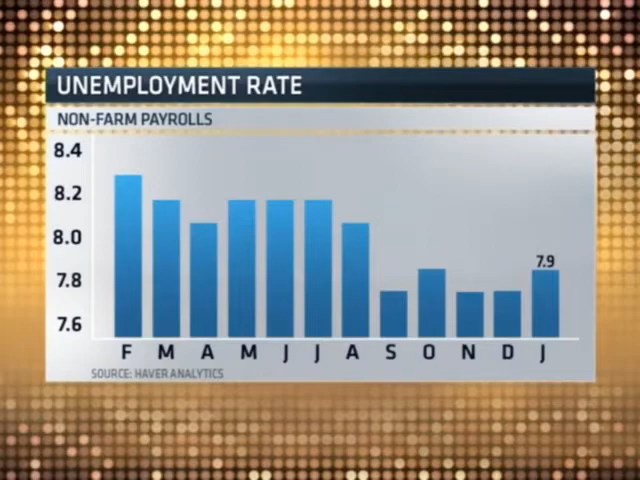 UNEMPLOYMENT RATE
NON-FARM PAYROLLS
8.4
8.2
8.0
7.8
7.6
7.9
F M A M J J A S O N D J
SOURCE: HAVER ANALYTICS